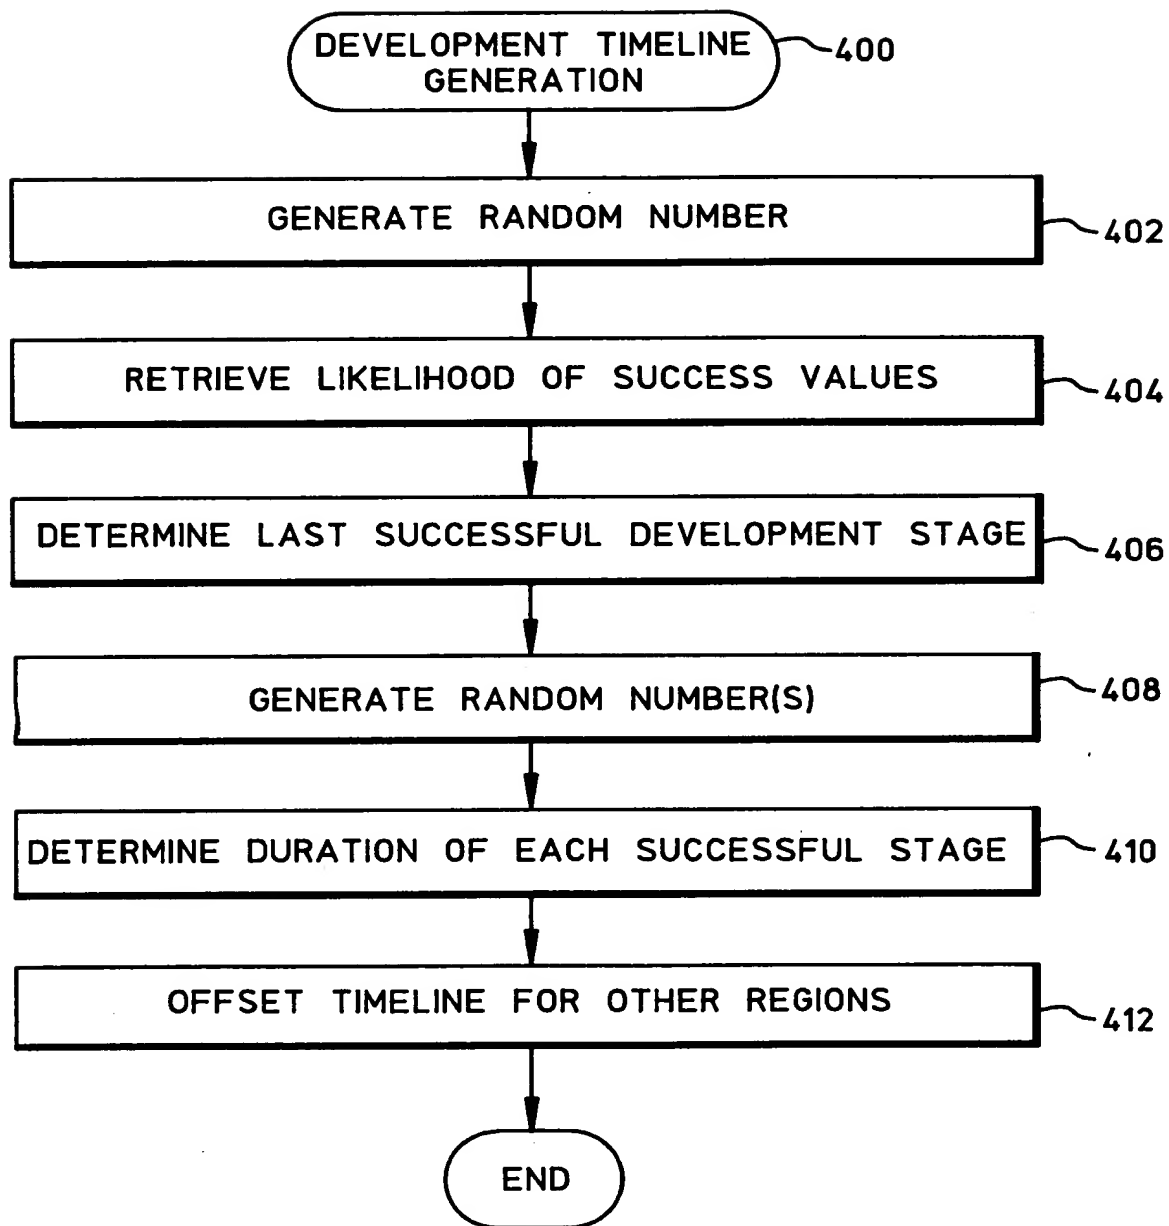 DEVELOPMENT TIMELINE
GENERATION
400
GENERATE RANDOM NUMBER
402
RETRIEVE LIKELIHOOD OF SUCCESS VALUES
404
DETERMINE LAST SUCCESSFUL DEVELOPMENT STAGE
406
GENERATE RANDOM NUMBER(S)
408
DETERMINE DURATION OF EACH SUCCESSFUL STAGE
410
OFFSET TIMELINE FOR OTHER REGIONS
412
END